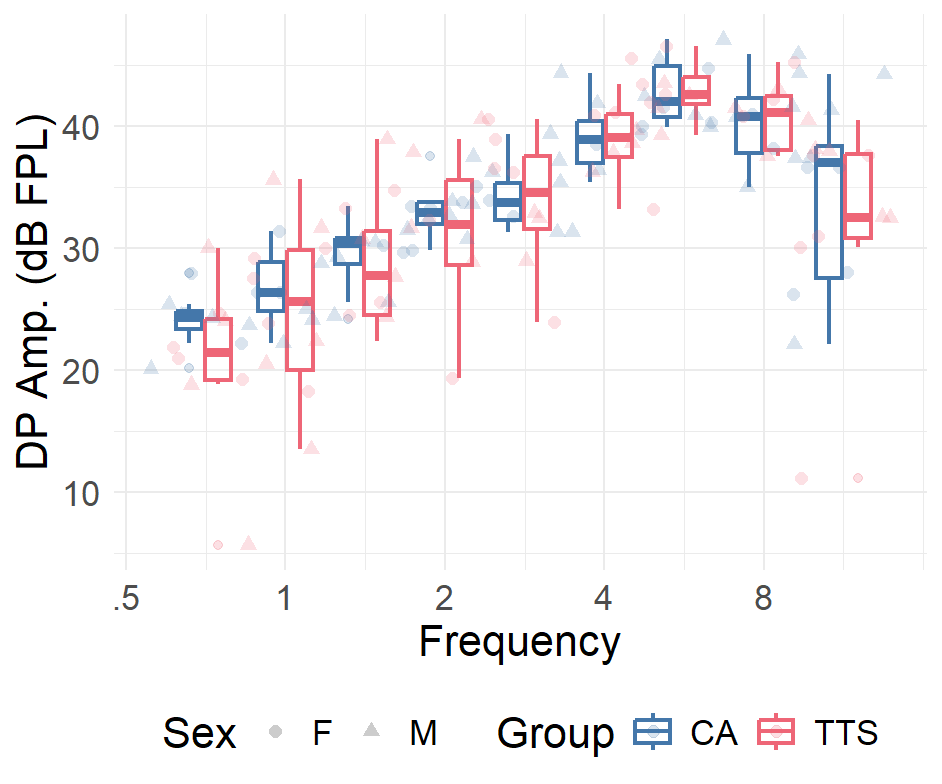 DP Amp. (dB FPL)
40
30
20
10
.5 1 2 4 8
Frequency
Sex F M Group CA TTS